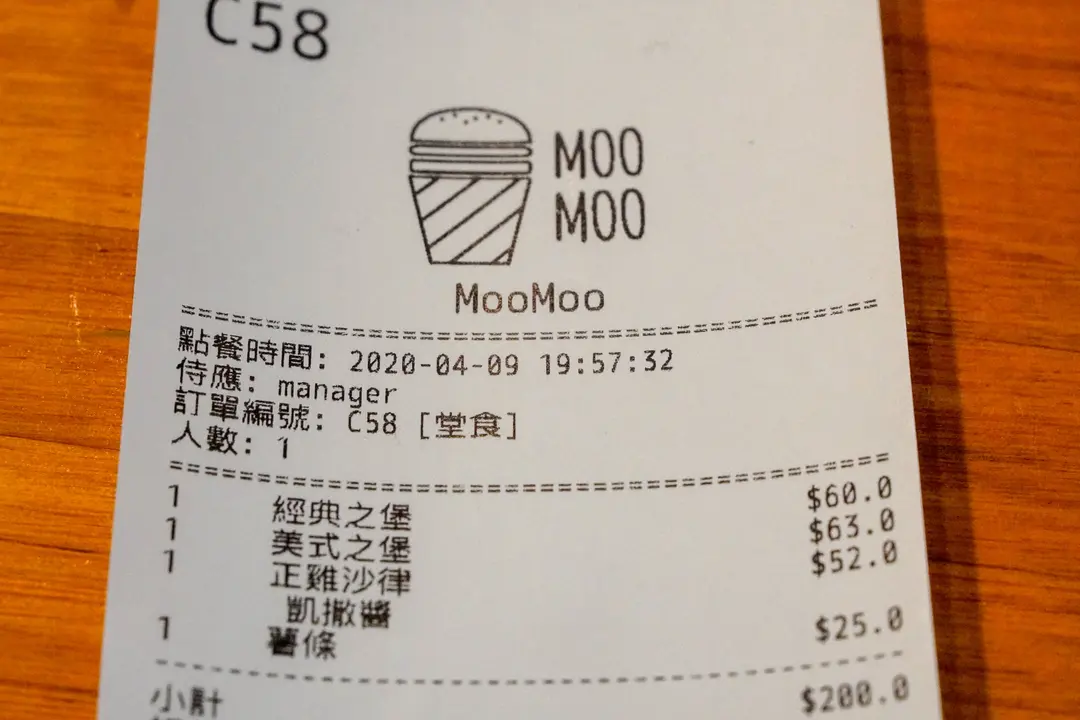 C58
MOO
MOO
MooMoo
點餐時間: 2020-04-09 19:57:32
侍應: manager
訂單編號: C58 [堂食]
人數: 1
1 經典之堡 $60.0
1 美式之堡 $63.0
1 正雞沙律 $52.0
凱撒醬
1 薯條 $25.0
小計 $200.0